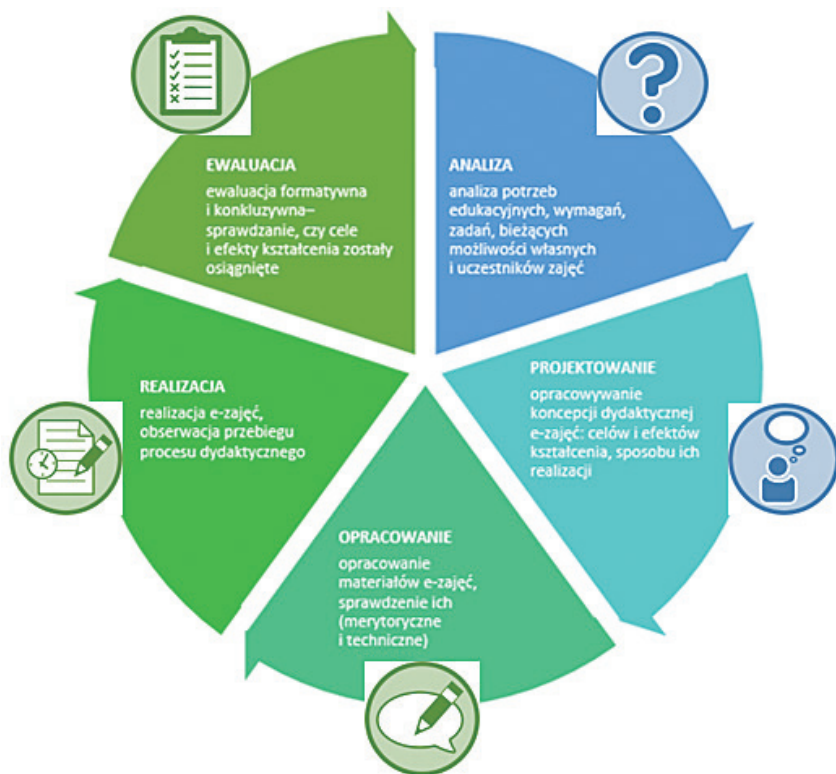 EWALUACJA
ewaluacja formatywna
i konkluzywna–
sprawdzanie, czy cele
i efekty kształcenia zostały
osiągnięte
ANALIZA
analiza potrzeb
edukacyjnych, wymagań,
zadań, bieżących
możliwości własnych
i uczestników zajęć
PROJEKTOWANIE
opracowywanie
koncepcji dydaktycznej
e-zajęć: celów i efektów
kształcenia, sposobu ich
realizacji
OPRACOWANIE
opracowanie
materiałów e-zajęć,
sprawdzenie ich
(merytoryczne
i techniczne)
REALIZACJA
realizacja e-zajęć,
obserwacja przebiegu
procesu dydaktycznego